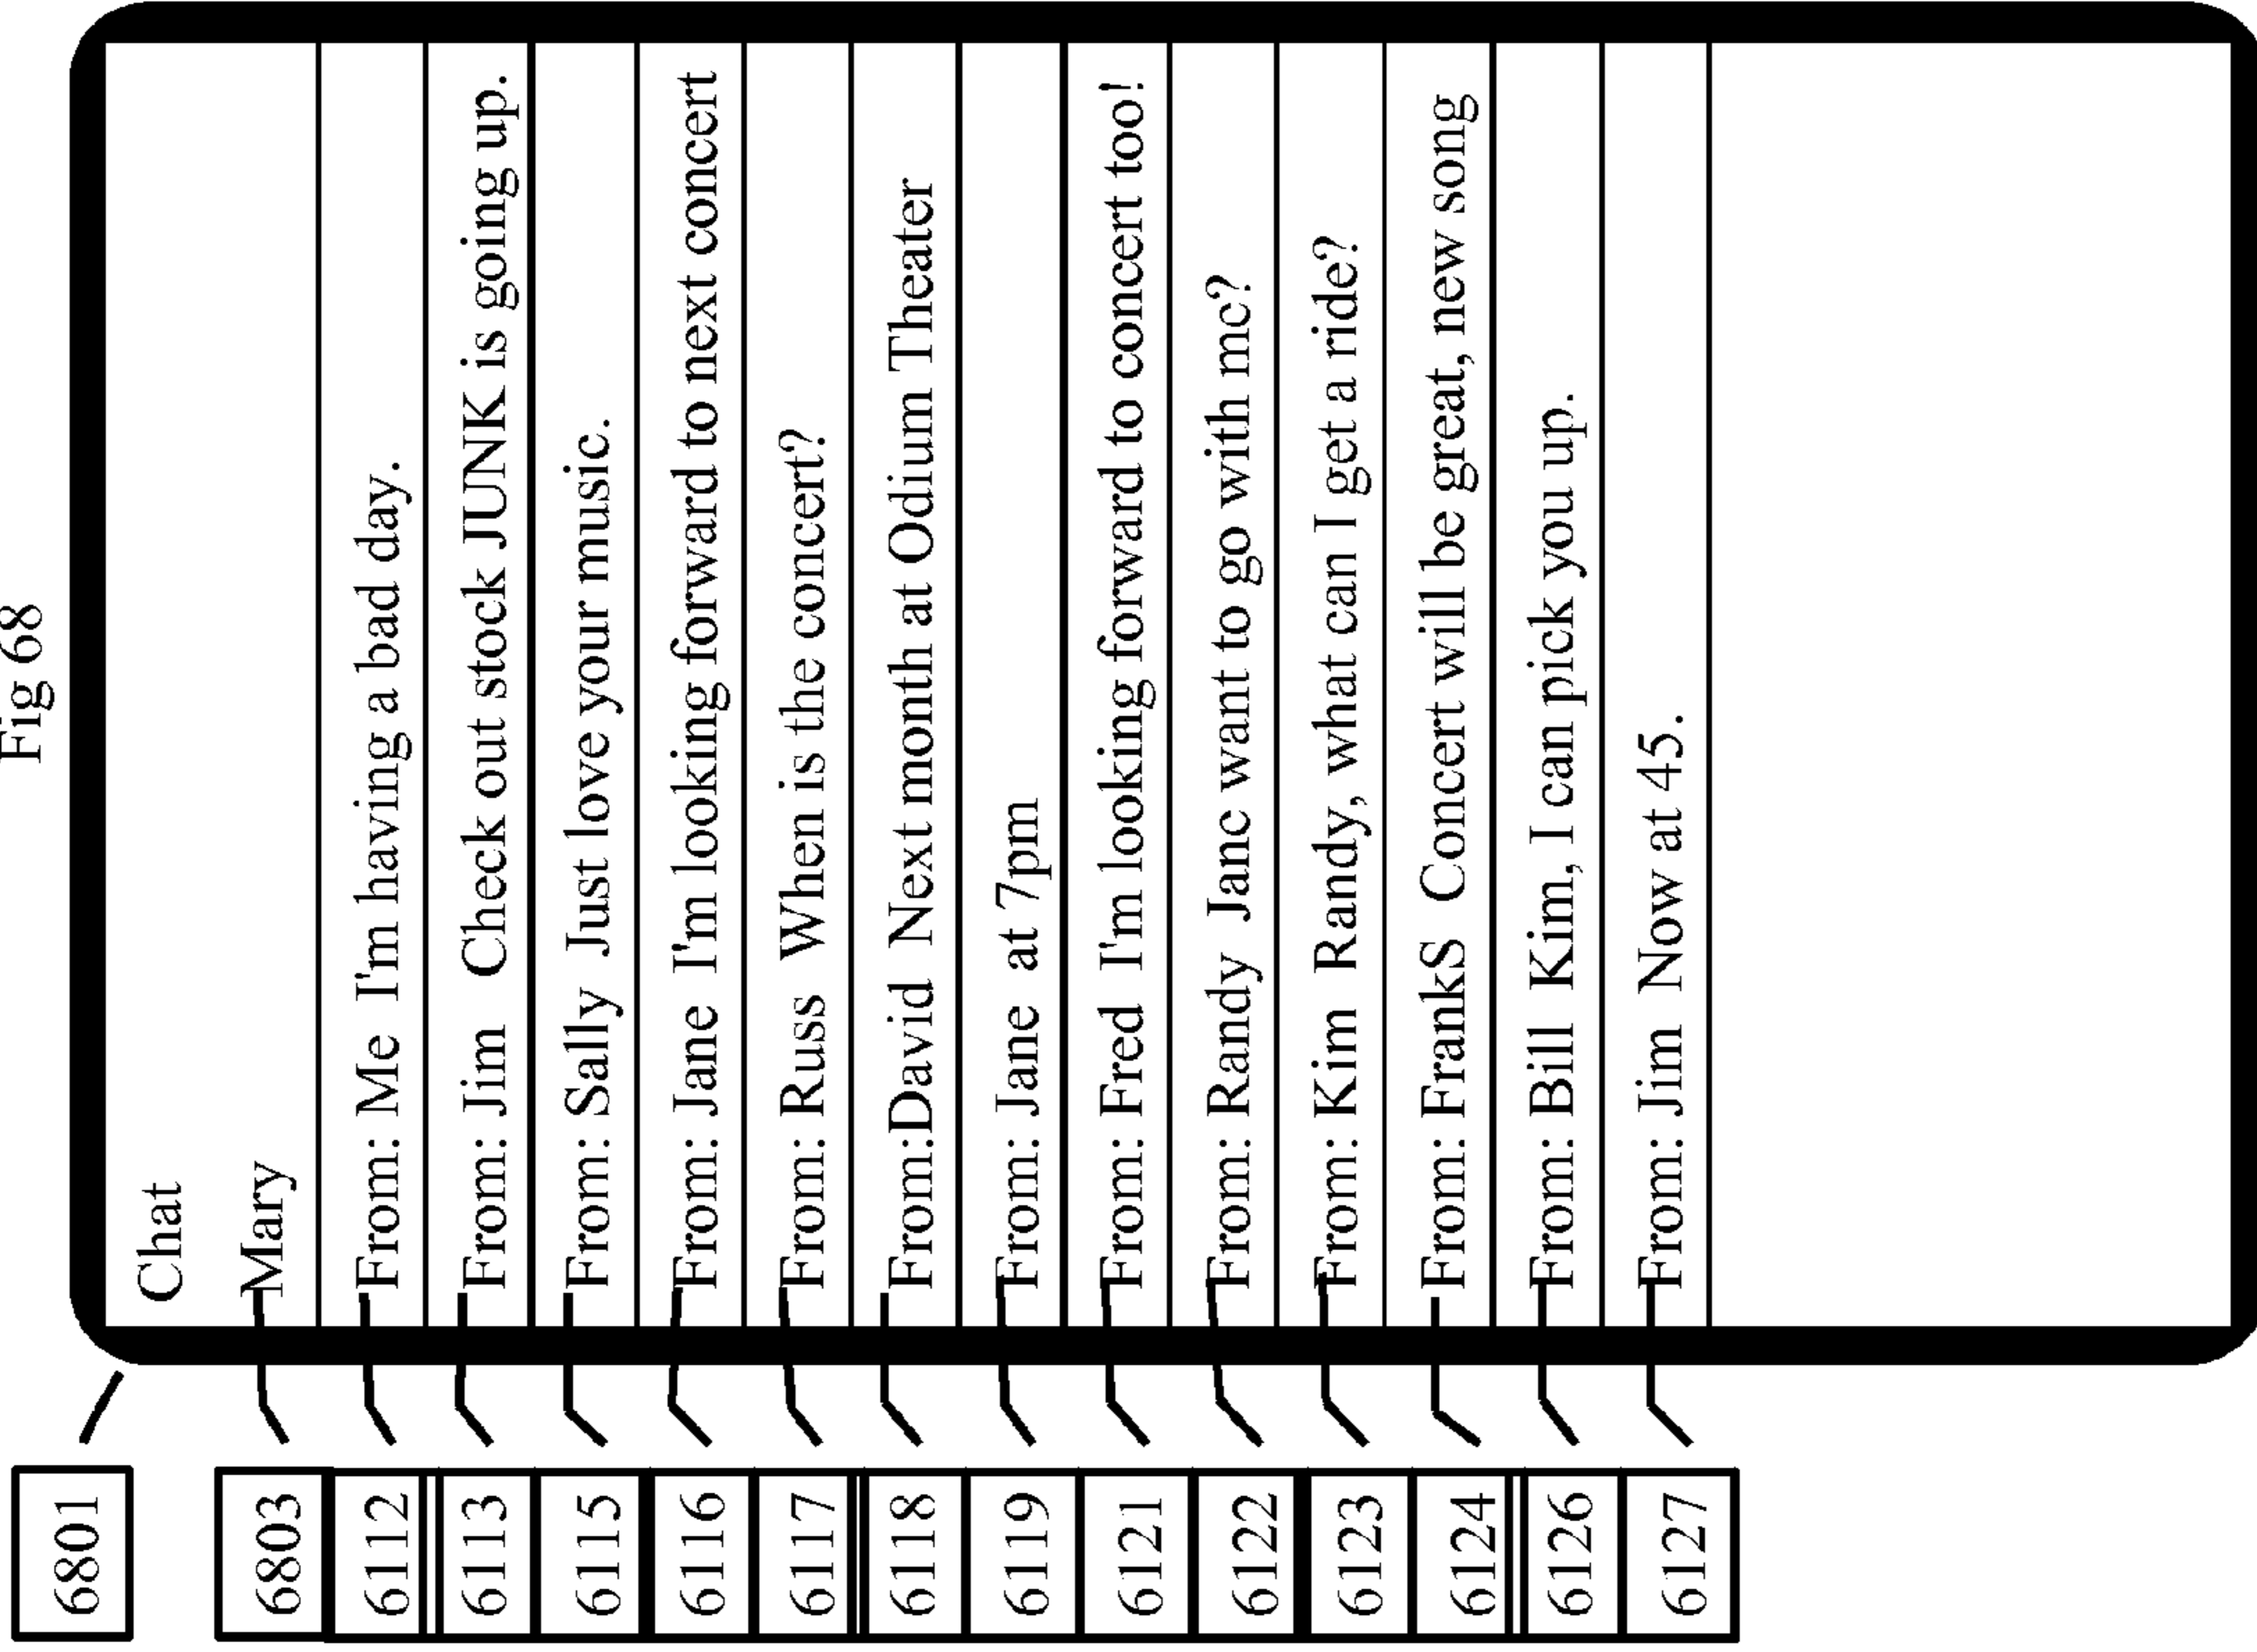 Fig 68
6801
Chat
6803 Mary
6112 From: Me I'm having a bad day.
6113 From: Jim Check out stock JUNK is going up.
6115 From: Sally Just love your music.
6116 From: Jane I'm looking forward to next concert
6117 From: Russ When is the concert?
6118 From:David Next month at Odium Theater
6119 From: Jane at 7pm
6121 From: Fred I'm looking forward to concert too!
6122 From: Randy Jane want to go with me?
6123 From: Kim Randy, what can I get a ride?
6124 From: FrankS Concert will be great, new song
6126 From: Bill Kim, I can pick you up.
6127 From: Jim Now at 45.